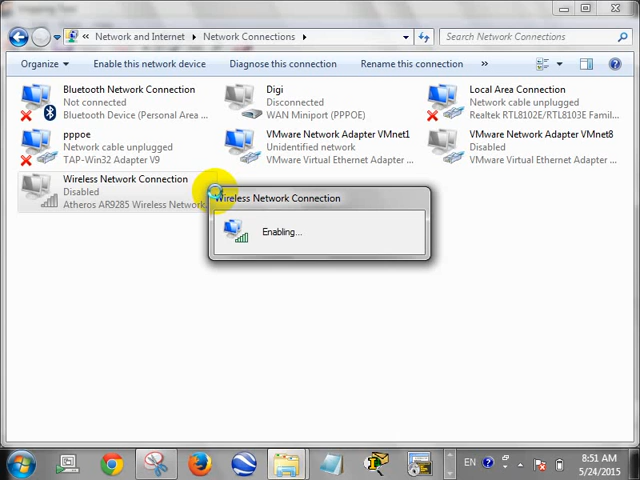 Network and Internet
Network Connections
Search Network Connections
Organize
Enable this network device
Diagnose this connection
Rename this connection
»
Bluetooth Network Connection
Not connected
Bluetooth Device (Personal Area ...
Digi
Disconnected
WAN Miniport (PPPOE)
Local Area Connection
Network cable unplugged
Realtek RTL8102E/RTL8103E Famil...
pppoe
Network cable unplugged
TAP-Win32 Adapter V9
VMware Network Adapter VMnet1
Unidentified network
VMware Virtual Ethernet Adapter ...
VMware Network Adapter VMnet8
Disabled
VMware Virtual Ethernet Adapter ...
Wireless Network Connection
Disabled
Atheros AR9285 Wireless Network...
Wireless Network Connection
Enabling...
EN
8:51 AM
5/24/2015